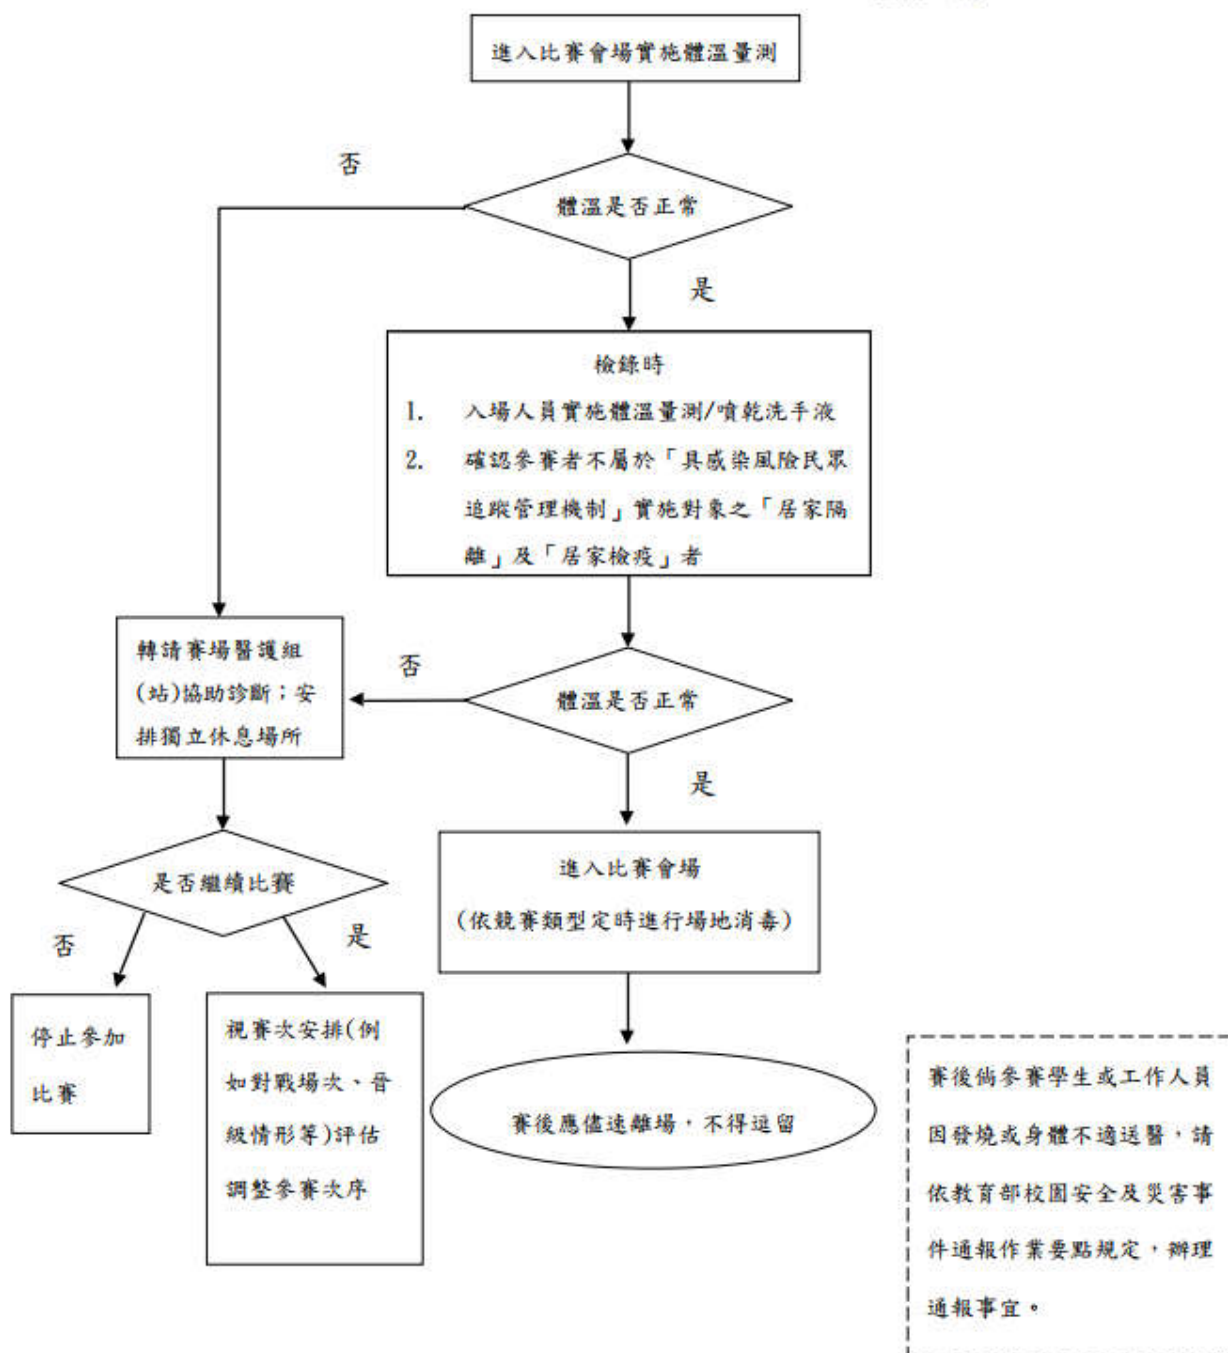 進入比賽會場實施體溫量測
否
體溫是否正常
是
檢錄時
1. 入場人員實施體溫量測/噴乾洗手液
2. 確認參賽者不屬於「具感染風險民眾
追蹤管理機制」實施對象之「居家隔
離」及「居家檢疫」者
轉請賽場醫護組
(站)協助診斷；安
排獨立休息場所
否
體溫是否正常
是
是否繼續比賽
進入比賽會場
(依競賽類型定時進行場地消毒)
否
是
停止參加
比賽
視賽次安排(例
如對戰場次、晉
級情形等)評估
調整參賽次序
賽後應儘速離場，不得逗留
賽後倘參賽學生或工作人員
因發燒或身體不適送醫，請
依教育部校園安全及災害事
件通報作業要點規定，辦理
通報事宜。